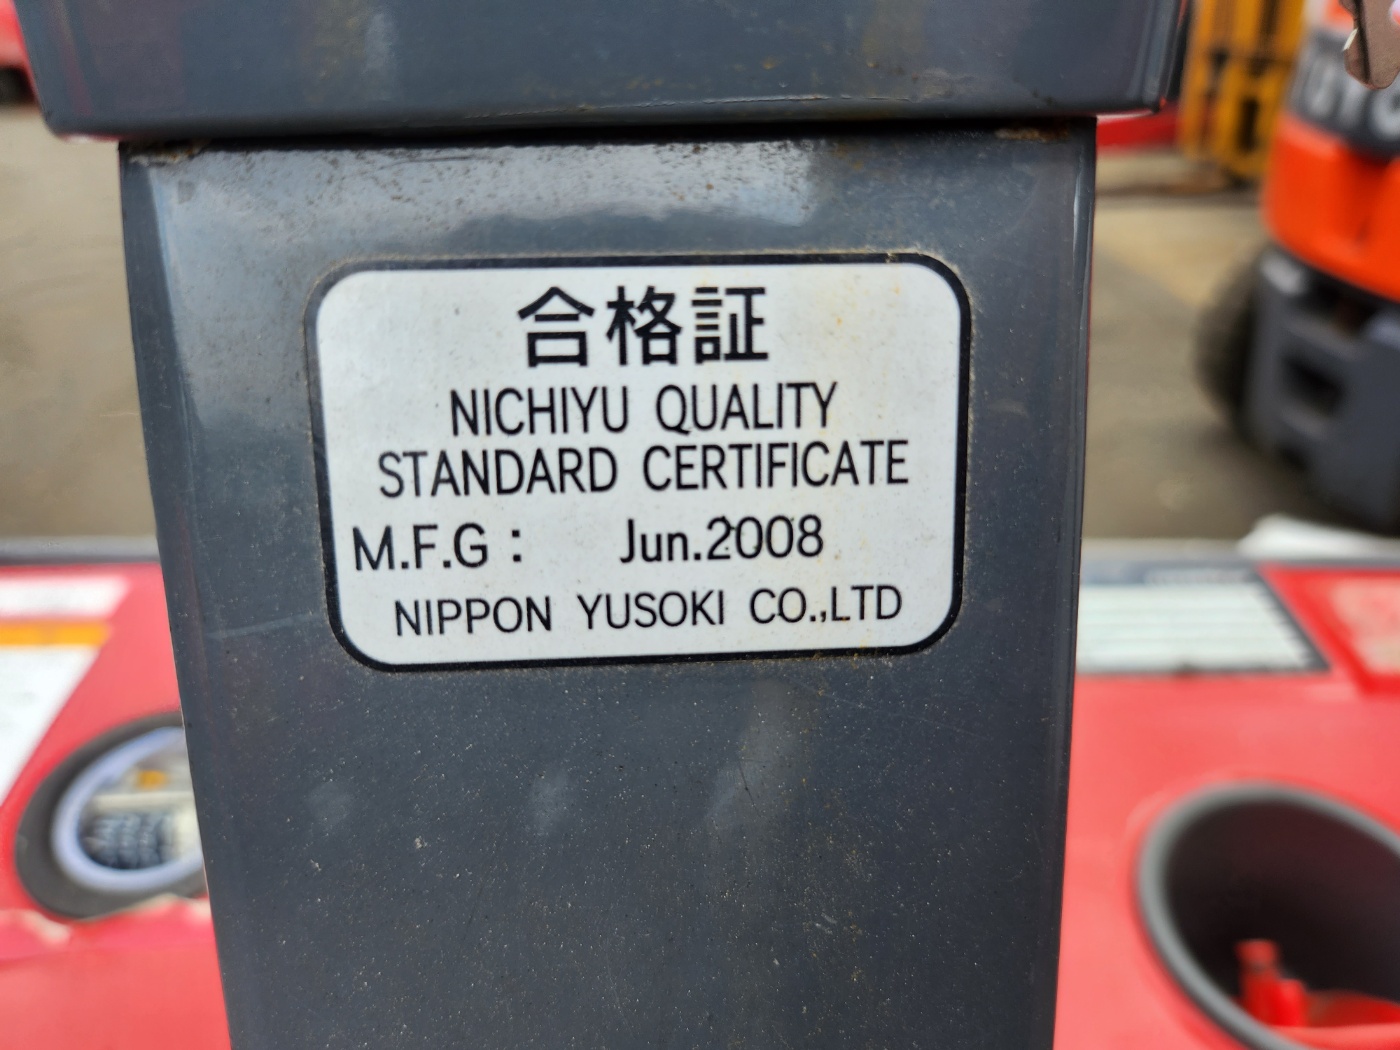 合格証
NICHIYU QUALITY
STANDARD CERTIFICATE
M.F.G : Jun.2008
NIPPON YUSOKI CO.,LTD